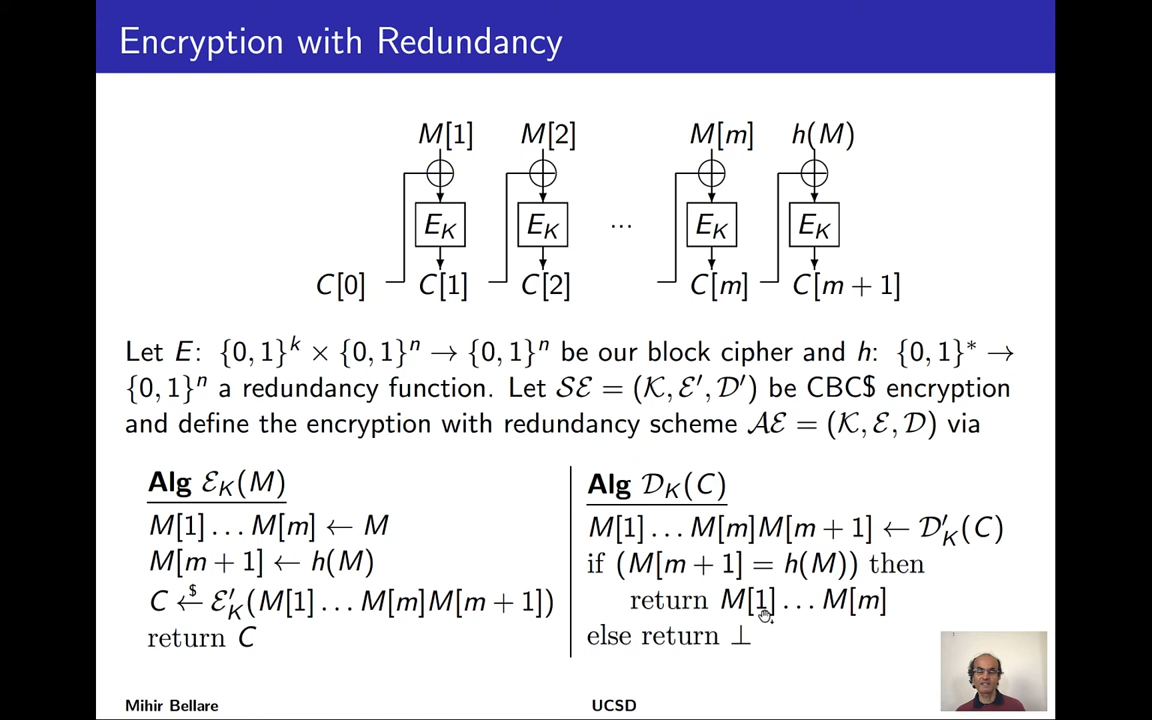 Encryption with Redundancy
M[1] M[2] M[m] h(M)
E_K E_K ... E_K E_K
C[0] C[1] C[2] C[m] C[m + 1]
Let E: {0, 1}^k × {0, 1}^n → {0, 1}^n be our block cipher and h: {0, 1}* →
{0, 1}^n a redundancy function. Let 𝒮ℰ = (𝒦, ℰ′, 𝒟′) be CBC$ encryption
and define the encryption with redundancy scheme 𝒜ℰ = (𝒦, ℰ, 𝒟) via
Alg ℰ_K(M)
M[1] . . . M[m] ← M
M[m + 1] ← h(M)
C ←$ ℰ′_K(M[1] . . . M[m]M[m + 1])
return C
Alg 𝒟_K(C)
M[1] . . . M[m]M[m + 1] ← 𝒟′_K(C)
if (M[m + 1] = h(M)) then
return M[1] . . . M[m]
else return ⊥
Mihir Bellare UCSD